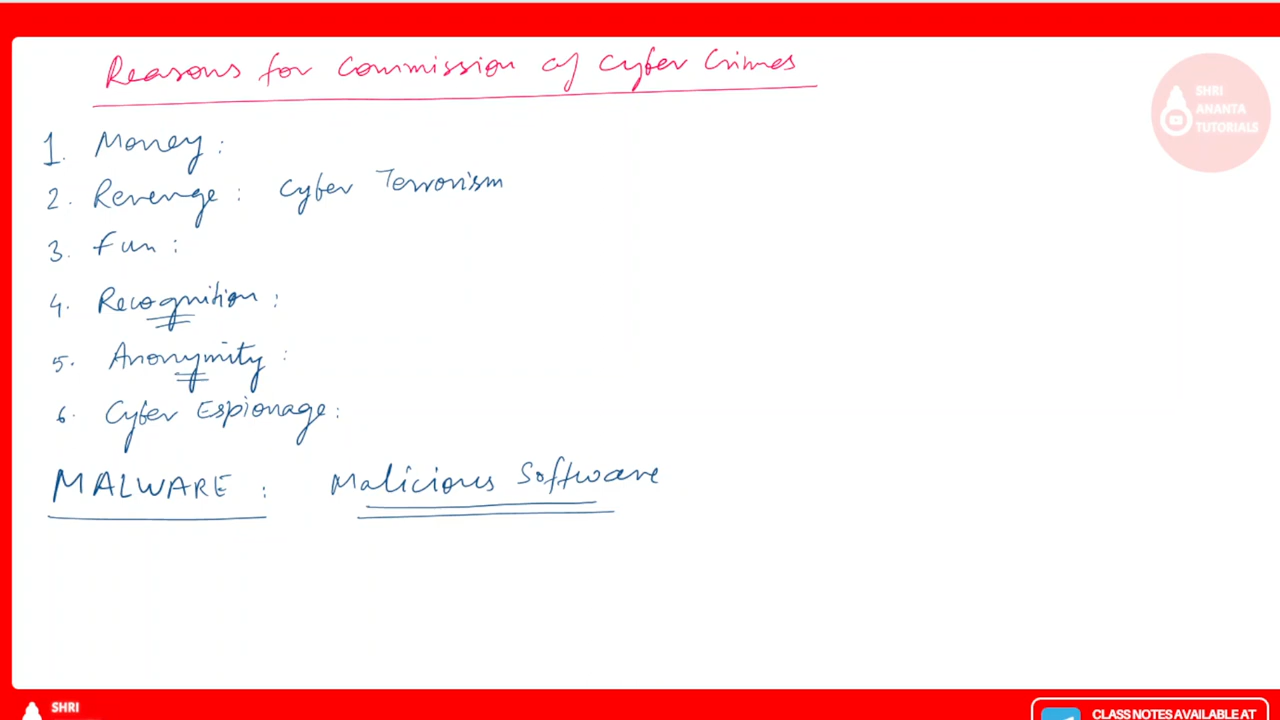 Reasons for Commission of Cyber Crimes
SHRI
ANANTA
TUTORIALS
1. Money :
2. Revenge : Cyber Terrorism
3. Fun :
4. Recognition :
5. Anonymity :
6. Cyber Espionage :
MALWARE : Malicious Software
SHRI
CLASS NOTES AVAILABLE AT